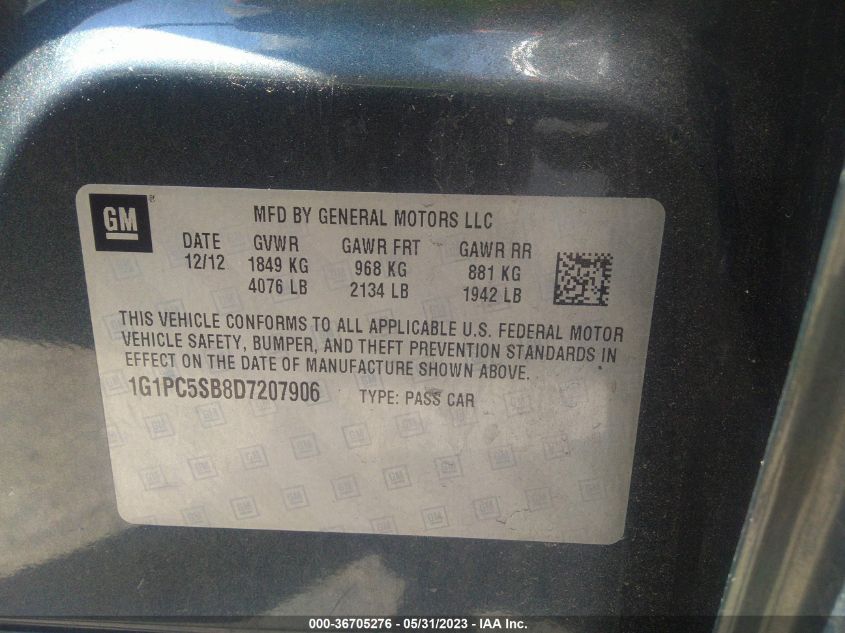 GM
MFD BY GENERAL MOTORS LLC
DATE GVWR GAWR FRT GAWR RR
12/12 1849 KG 968 KG 881 KG
4076 LB 2134 LB 1942 LB
THIS VEHICLE CONFORMS TO ALL APPLICABLE U.S. FEDERAL MOTOR
VEHICLE SAFETY, BUMPER, AND THEFT PREVENTION STANDARDS IN
EFFECT ON THE DATE OF MANUFACTURE SHOWN ABOVE.
1G1PC5SB8D7207906 TYPE: PASS CAR
000-36705276 - 05/31/2023 - IAA Inc.